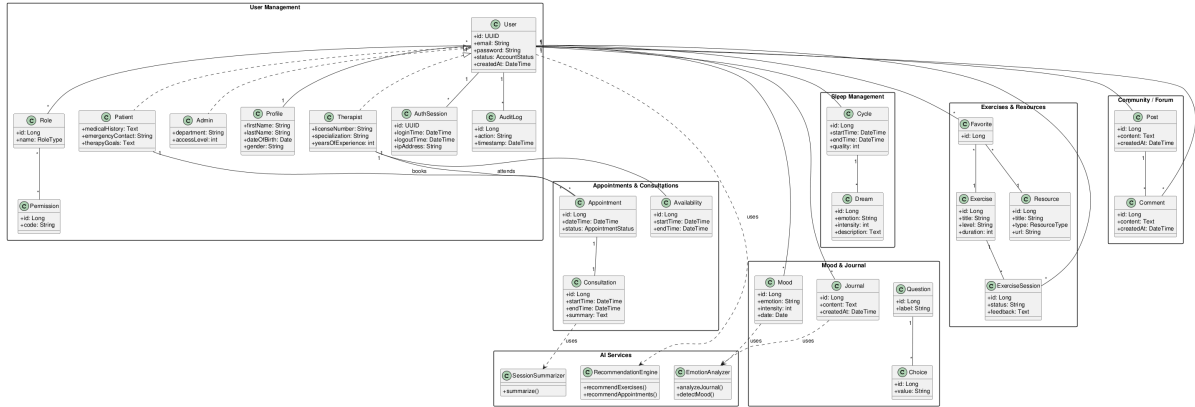 User Management
C User
+id: UUID
+email: String
+password: String
+status: AccountStatus
+createdAt: DateTime
C Role
+id: Long
+name: RoleType
C Patient
+medicalHistory: Text
+emergencyContact: String
+therapyGoals: Text
C Admin
+department: String
+accessLevel: int
C Profile
+firstName: String
+lastName: String
+dateOfBirth: Date
+gender: String
C Therapist
+licenseNumber: String
+specialization: String
+yearsOfExperience: int
C AuthSession
+id: UUID
+loginTime: DateTime
+logoutTime: DateTime
+ipAddress: String
C AuditLog
+id: Long
+action: String
+timestamp: DateTime
C Permission
+id: Long
+code: String
books
attends
uses
Appointments & Consultations
C Appointment
+id: Long
+dateTime: DateTime
+status: AppointmentStatus
C Availability
+id: Long
+startTime: DateTime
+endTime: DateTime
C Consultation
+id: Long
+startTime: DateTime
+endTime: DateTime
+summary: Text
uses
Sleep Management
C Cycle
+id: Long
+startTime: DateTime
+endTime: DateTime
+quality: int
C Dream
+id: Long
+emotion: String
+intensity: int
+description: Text
Exercises & Resources
C Favorite
+id: Long
C Exercise
+id: Long
+title: String
+level: String
+duration: int
C Resource
+id: Long
+title: String
+type: ResourceType
+url: String
C ExerciseSession
+id: Long
+status: String
+feedback: Text
Community / Forum
C Post
+id: Long
+content: Text
+createdAt: DateTime
C Comment
+id: Long
+content: Text
+createdAt: DateTime
Mood & Journal
C Mood
+id: Long
+emotion: String
+intensity: int
+date: Date
C Journal
+id: Long
+content: Text
+createdAt: DateTime
C Question
+id: Long
+label: String
C Choice
+id: Long
+value: String
uses
uses
AI Services
C SessionSummarizer
+summarize()
C RecommendationEngine
+recommendExercises()
+recommendAppointments()
C EmotionAnalyzer
+analyzeJournal()
+detectMood()